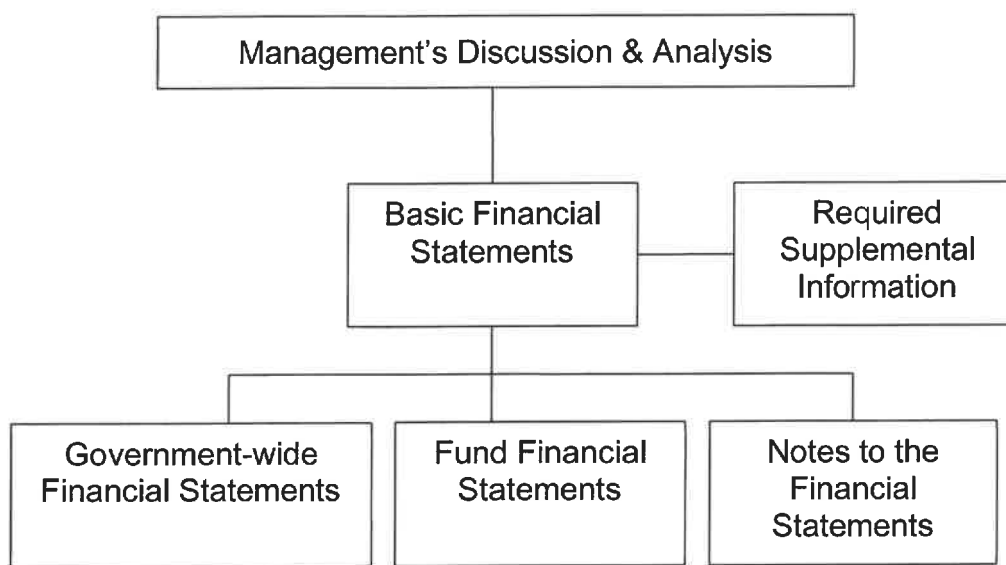 Management's Discussion & Analysis
Basic Financial
Statements
Required
Supplemental
Information
Government-wide
Financial Statements
Fund Financial
Statements
Notes to the
Financial
Statements